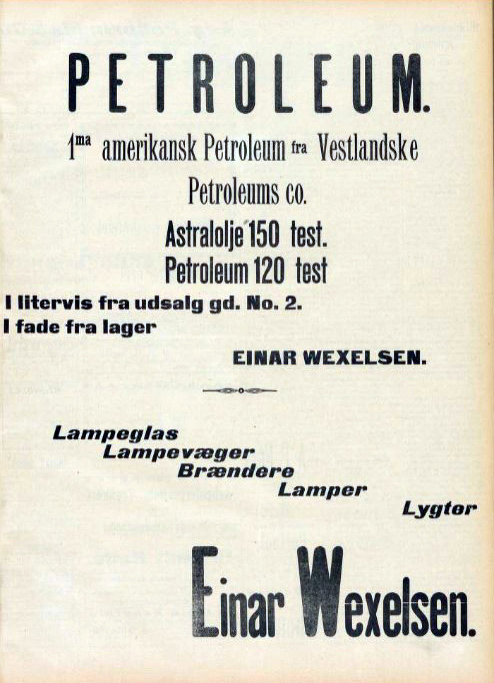 PETROLEUM.
1ma amerikansk Petroleum fra Vestlandske
Petroleums co.
Astralolje 150 test.
Petroleum 120 test
I litervis fra udsalg gd. No. 2.
I fade fra lager
EINAR WEXELSEN.
Lampeglas
Lampevæger
Brændere
Lamper
Lygter
Einar Wexelsen.